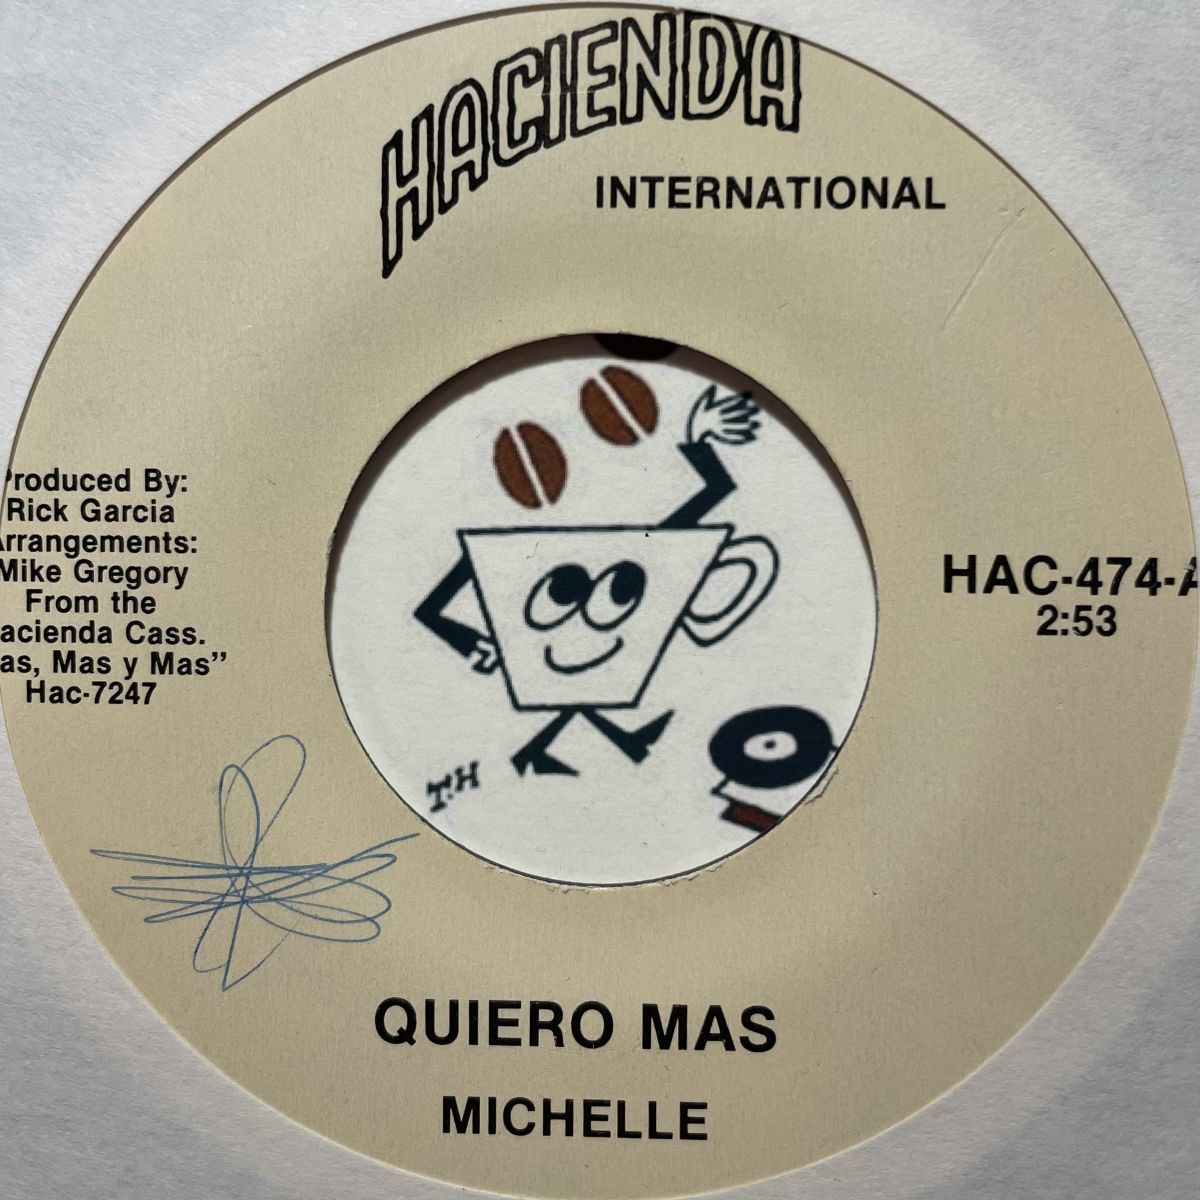 HACIENDA
INTERNATIONAL
Produced By:
Rick Garcia
Arrangements:
Mike Gregory
From the
acienda Cass.
as, Mas y Mas”
Hac-7247
HAC-474-A
2:53
T.H
QUIERO MAS
MICHELLE